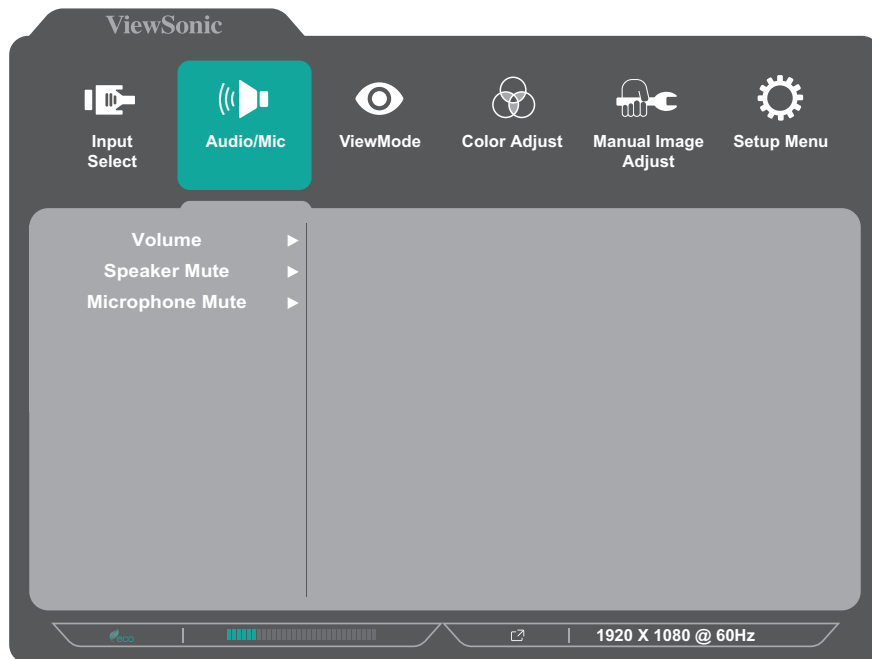 ViewSonic
Input
Select
Audio/Mic
ViewMode
Color Adjust
Manual Image
Adjust
Setup Menu
Volume
Speaker Mute
Microphone Mute
eco
1920 X 1080 @ 60Hz